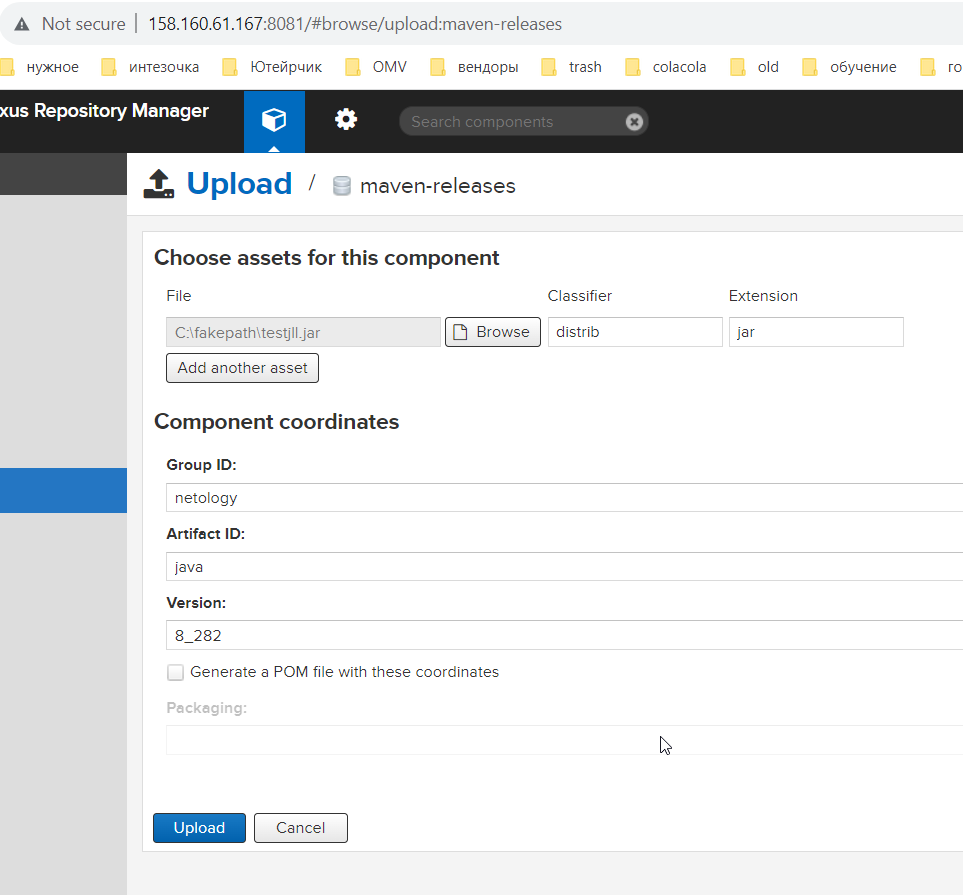 Not secure 158.160.61.167:8081/#browse/upload:maven-releases
нужное интезочка Ютейрчик OMV вендоры trash colacola old обучение го
xus Repository Manager
Search components
Upload / maven-releases
Choose assets for this component
File Classifier Extension
C:\fakepath\testjll.jar Browse distrib jar
Add another asset
Component coordinates
Group ID:
netology
Artifact ID:
java
Version:
8_282
Generate a POM file with these coordinates
Packaging:
Upload Cancel